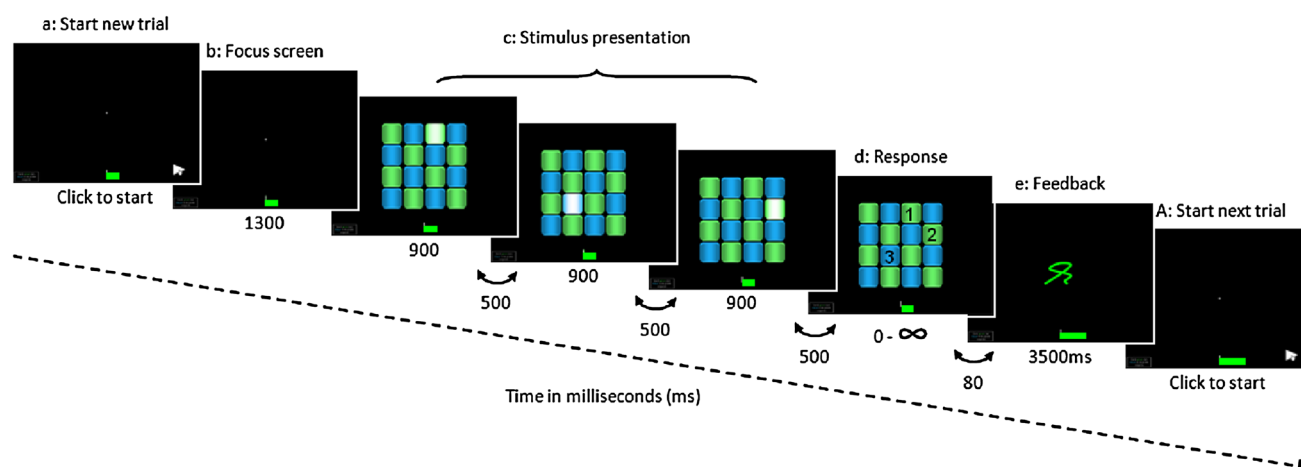 a: Start new trial
b: Focus screen
c: Stimulus presentation
d: Response
e: Feedback
A: Start next trial
1
2
3
Click to start
1300
900
500
900
500
900
500
0 - ∞
80
3500ms
Click to start
Time in milliseconds (ms)